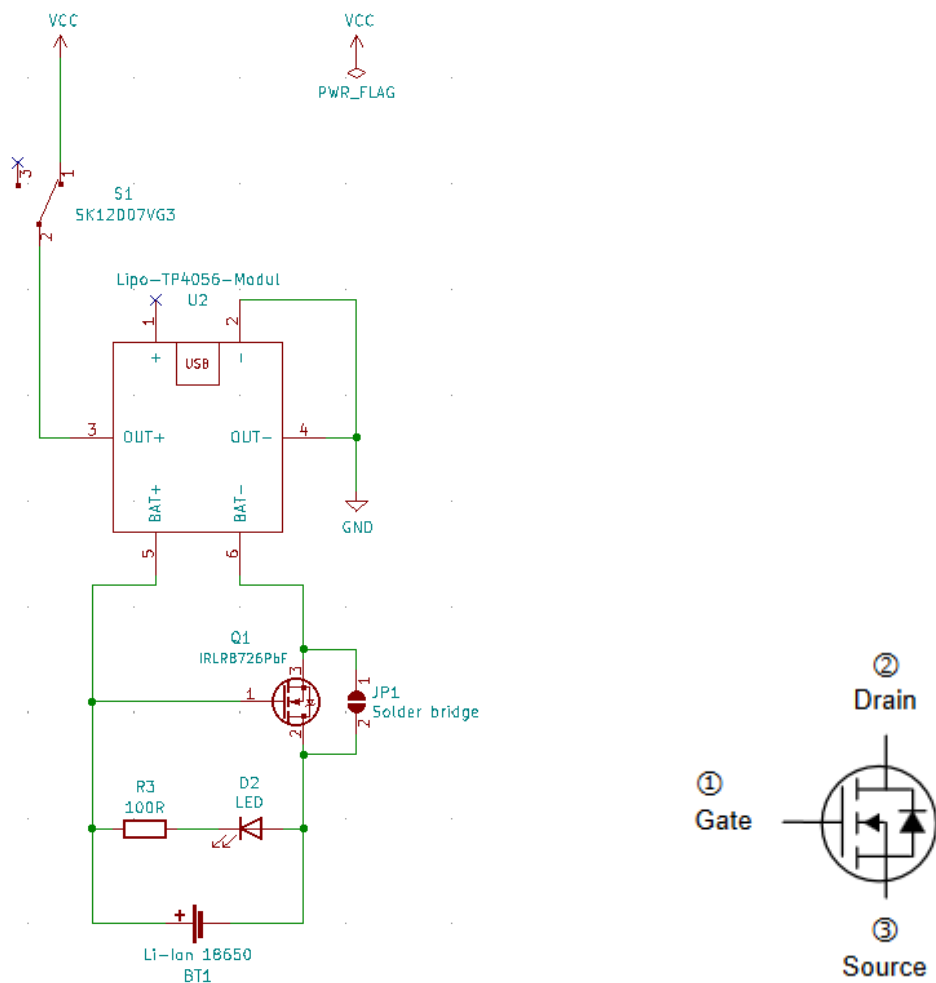 VCC
VCC
PWR_FLAG
3
1
S1
SK12D07VG3
2
Lipo-TP4056-Modul
U2
1
2
+
USB
-
3
OUT+
OUT-
4
BAT+
BAT-
GND
5
6
Q1
IRLR8726PbF
3
1
2
1
JP1
Solder bridge
2
R3
100R
D2
LED
+
Li-Ion 18650
BT1
②
Drain
①
Gate
③
Source